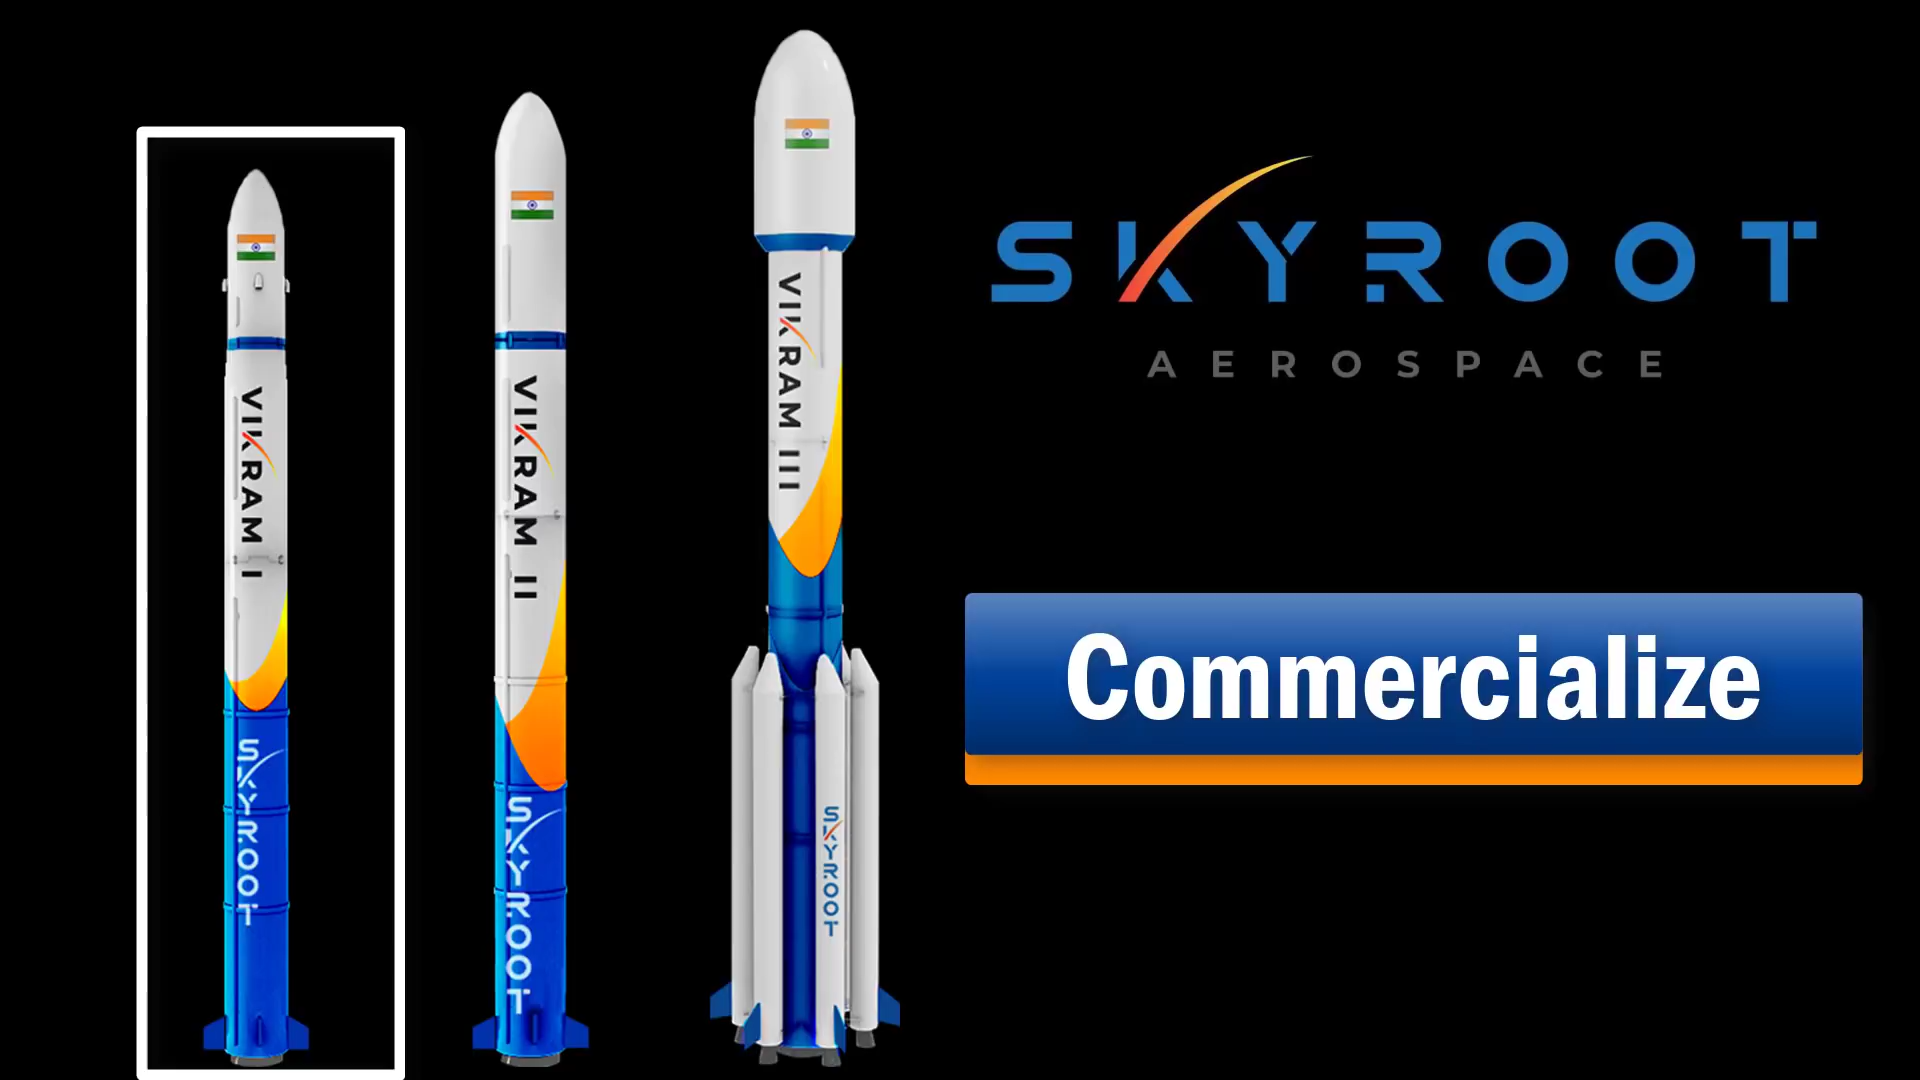 VIKRAM I
SKYROOT
VIKRAM II
SKYROOT
VIKRAM III
SKYROOT
SKYROOT
AEROSPACE
Commercialize